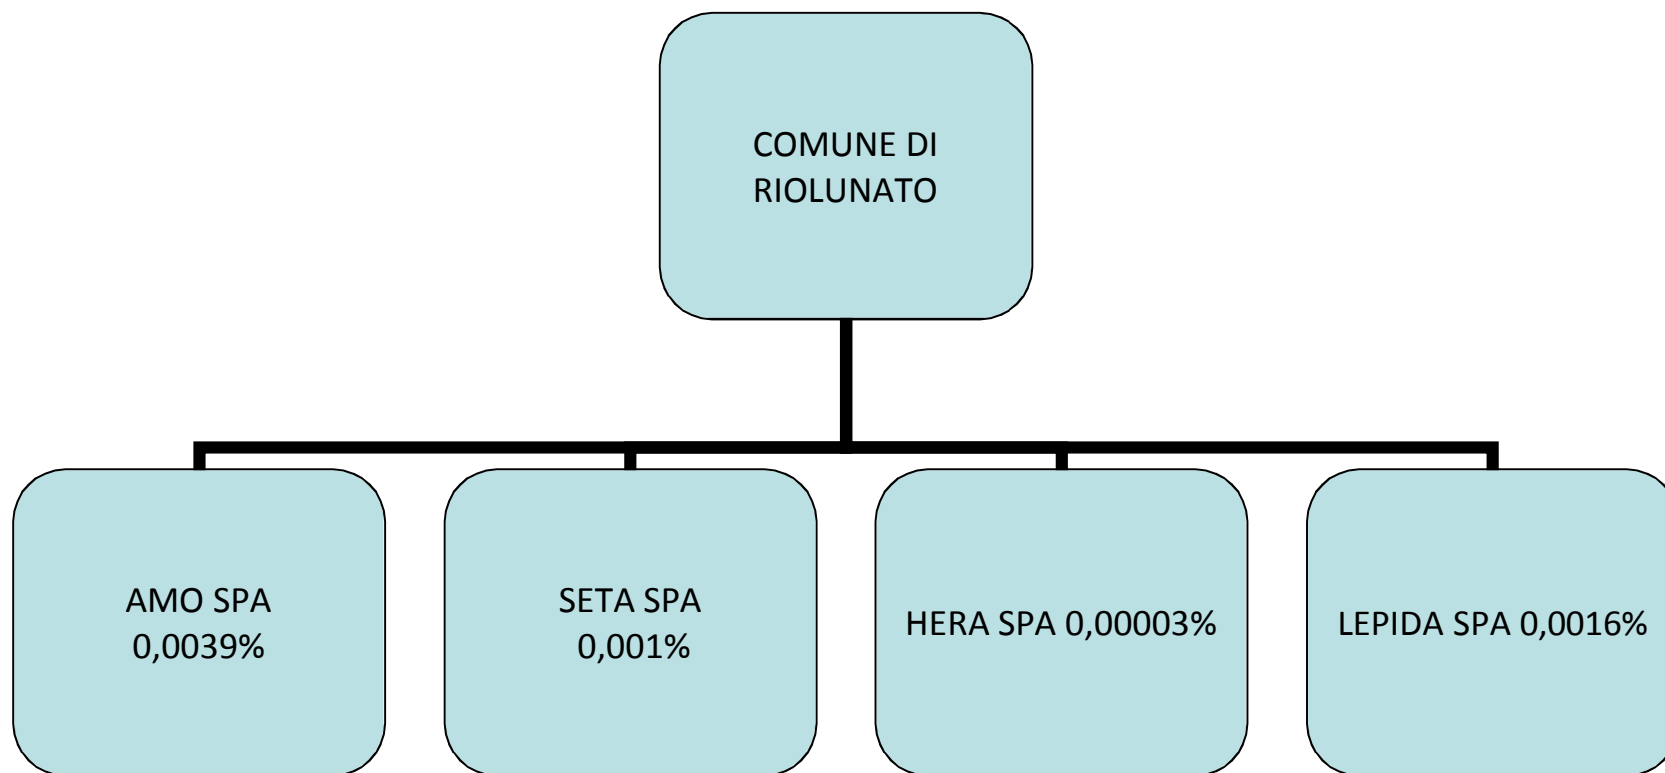 COMUNE DI
RIOLUNATO
AMO SPA
0,0039%
SETA SPA
0,001%
HERA SPA 0,00003%
LEPIDA SPA 0,0016%